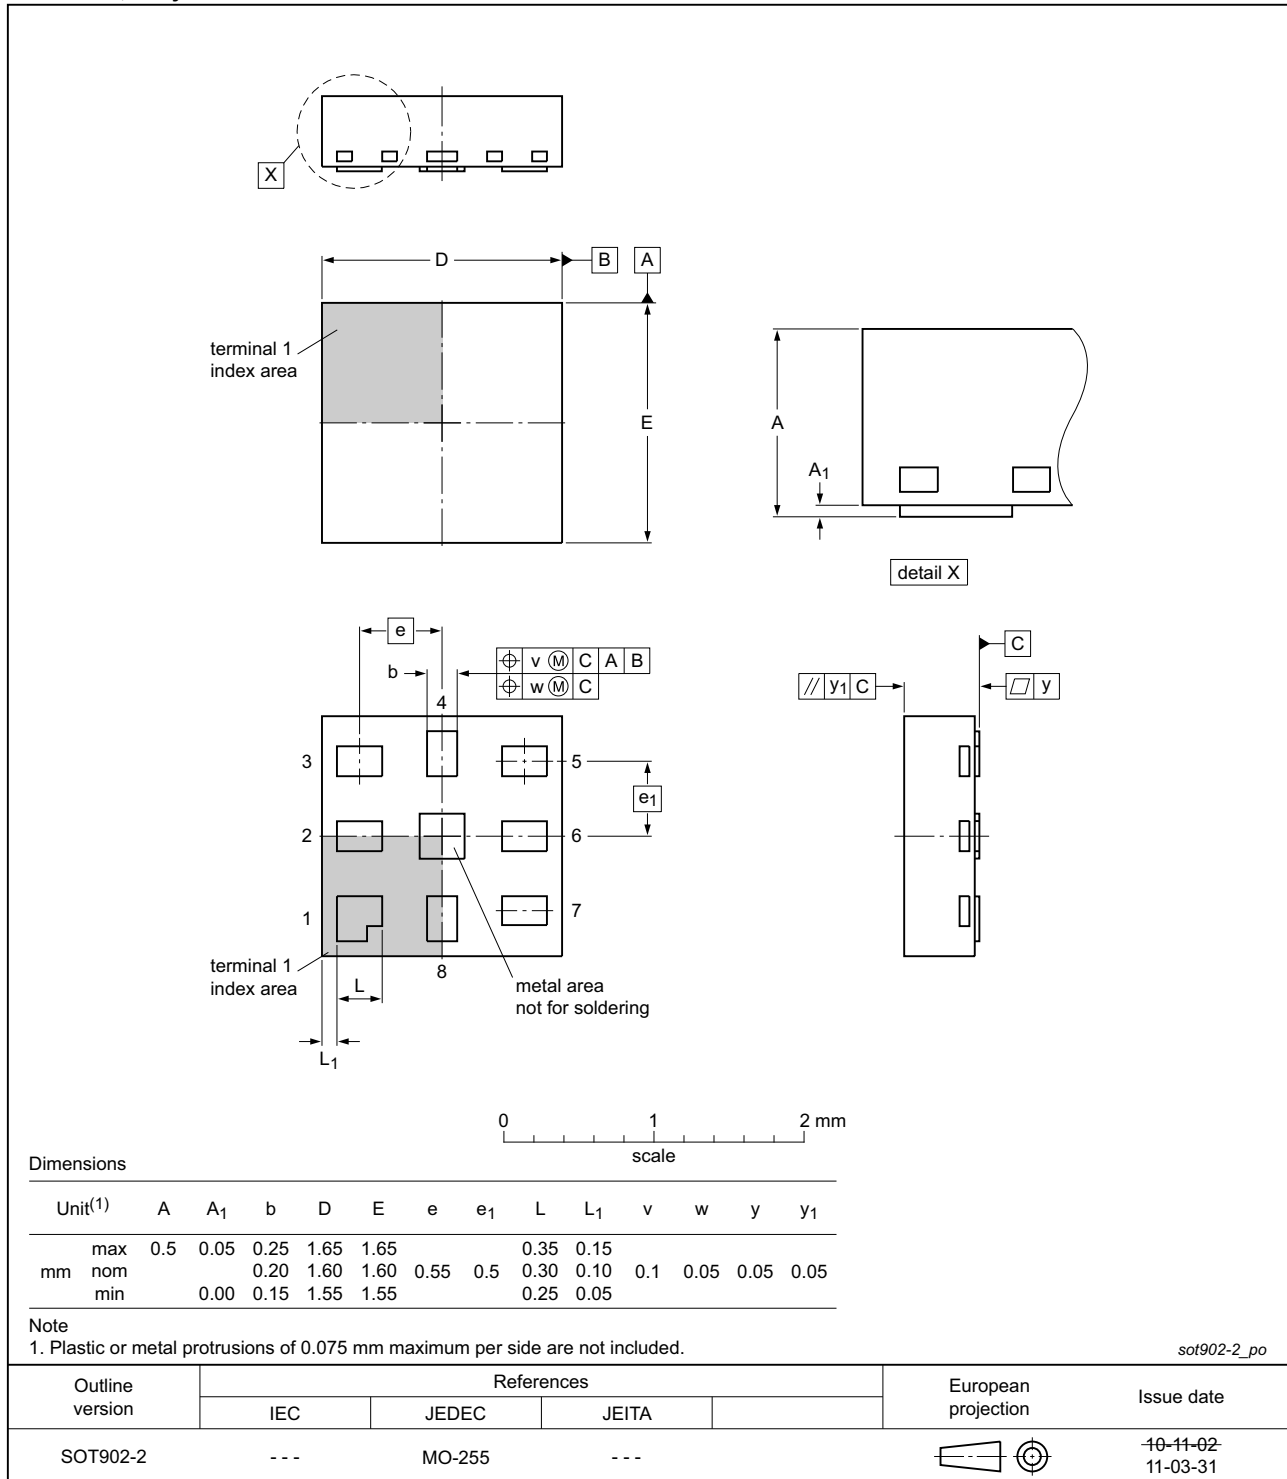 X
D
B
A
terminal 1
index area
E
A
A1
detail X
e
b
v M C A B
w M C
4
3
5
e1
2
6
1
7
terminal 1
index area
8
L
metal area
not for soldering
L1
C
// y1 C
y
0 1 2 mm
scale
Dimensions
Unit(1) A A1 b D E e e1 L L1 v w y y1
max 0.5 0.05 0.25 1.65 1.65 0.35 0.15
mm nom 0.20 1.60 1.60 0.55 0.5 0.30 0.10 0.1 0.05 0.05 0.05
min 0.00 0.15 1.55 1.55 0.25 0.05
Note
1. Plastic or metal protrusions of 0.075 mm maximum per side are not included.
sot902-2_po
Outline
version
References
IEC JEDEC JEITA
European
projection
Issue date
SOT902-2 - - - MO-255 - - -
10-11-02
11-03-31